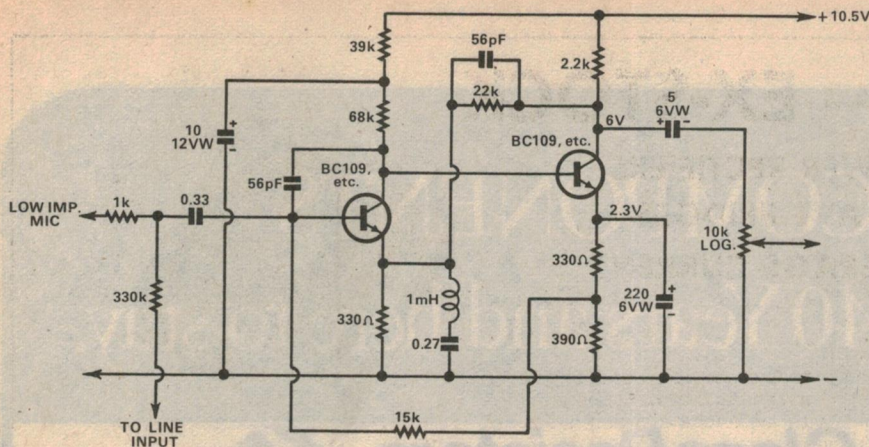 + 10.5V
39k
56pF
2.2k
22k
5
6VW
+ -
68k
6V
10
12VW
+
-
BC109, etc.
56pF
BC109,
etc.
LOW IMP.
MIC
1k
0.33
2.3V
10k
LOG.
330Ω
330k
1mH
220
6VW
+
-
330Ω
0.27
390Ω
-
15k
TO LINE
INPUT